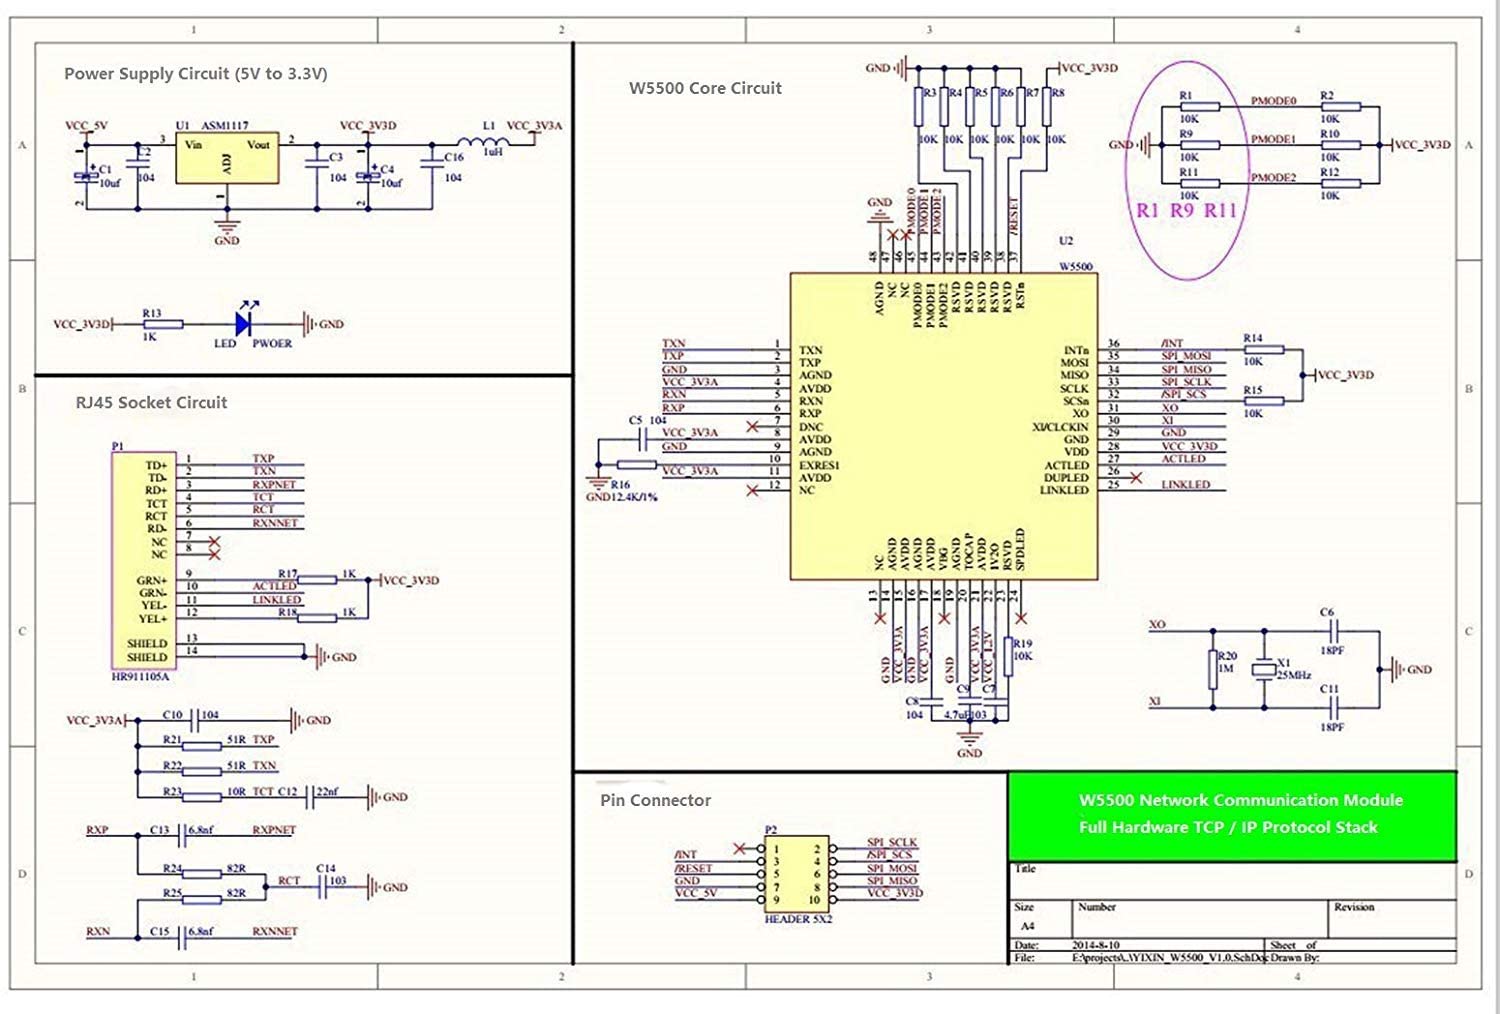 1 2 3 4
A
B
C
D
Power Supply Circuit (5V to 3.3V)
VCC_5V
U1 ASM1117
VCC_3V3D
L1
VCC_3V3A
1uH
3 Vin Vout 2
ADJ
1
1
2
C1
10uf
C2
104
C3
104
1
2
C4
10uf
C16
104
GND
VCC_3V3D
R13
1K
LED PWOER
GND
RJ45 Socket Circuit
P1
TD+ 1 TXP
TD- 2 TXN
RD+ 3 RXPNET
TCT 4 TCT
RCT 5 RCT
RD- 6 RXNNET
NC 7
NC 8
GRN+ 9 R17 1K
GRN- 10 ACTLED
YEL- 11 LINKLED
YEL+ 12 R18 1K
VCC_3V3D
SHIELD 13
SHIELD 14
GND
HR911105A
VCC_3V3A C10 104 GND
R21 51R TXP
R22 51R TXN
R23 10R TCT C12 22nf GND
RXP C13 6.8nf RXPNET
R24 82R
RCT C14 103 GND
R25 82R
RXN C15 6.8nf RXNNET
W5500 Core Circuit
GND
VCC_3V3D
R3 R4 R5 R6 R7 R8
10K 10K 10K 10K 10K 10K
R1 PMODE0 R2
10K 10K
GND R9 PMODE1 R10 VCC_3V3D
10K 10K
R11 PMODE2 R12
10K 10K
R1 R9 R11
GND
PMODE0
PMODE1
PMODE2
/RESET
U2
W5500
48 47 46 45 44 43 42 41 40 39 38 37
AGND NC NC PMODE0 PMODE1 PMODE2 RSVD RSVD RSVD RSVD RSVD RSTn
TXN 1 TXN
TXP 2 TXP
GND 3 AGND
VCC_3V3A 4 AVDD
RXN 5 RXN
RXP 6 RXP
7 DNC
C5 104
VCC_3V3A 8 AVDD
GND 9 AGND
10 EXRES1
VCC_3V3A 11 AVDD
12 NC
R16
GND 12.4K/1%
INTn 36 /INT R14
10K
MOSI 35 SPI_MOSI
MISO 34 SPI_MISO
SCLK 33 SPI_SCLK
SCSn 32 /SPI_SCS R15
10K
VCC_3V3D
XO 31 XO
XI/CLCKIN 30 XI
GND 29 GND
VDD 28 VCC_3V3D
ACTLED 27 ACTLED
DUPLED 26
LINKLED 25 LINKLED
NC AGND AVDD AGND AVDD VBG AGND TOCAP AVDD 1V2O RSVD SPDLED
13 14 15 16 17 18 19 20 21 22 23 24
GND VCC_3V3A GND VCC_3V3A GND VCC_3V3A VCC_1.2V
R19
10K
C8
104
C9
4.7uF
C7
103
GND
XO
XI
R20
1M
X1
25MHz
C6
18PF
C11
18PF
GND
Pin Connector
P2
1 2 SPI_SCLK
/INT 3 4 /SPI_SCS
/RESET 5 6 SPI_MOSI
GND 7 8 SPI_MISO
VCC_5V 9 10 VCC_3V3D
HEADER 5X2
W5500 Network Communication Module
Full Hardware TCP / IP Protocol Stack
Title
Size Number Revision
A4
Date: 2014-8-10 Sheet of
File: E:\projects\..\YIXIN_W5500_V1.0.SchDoc Drawn By:
A
B
C
D
1 2 3 4